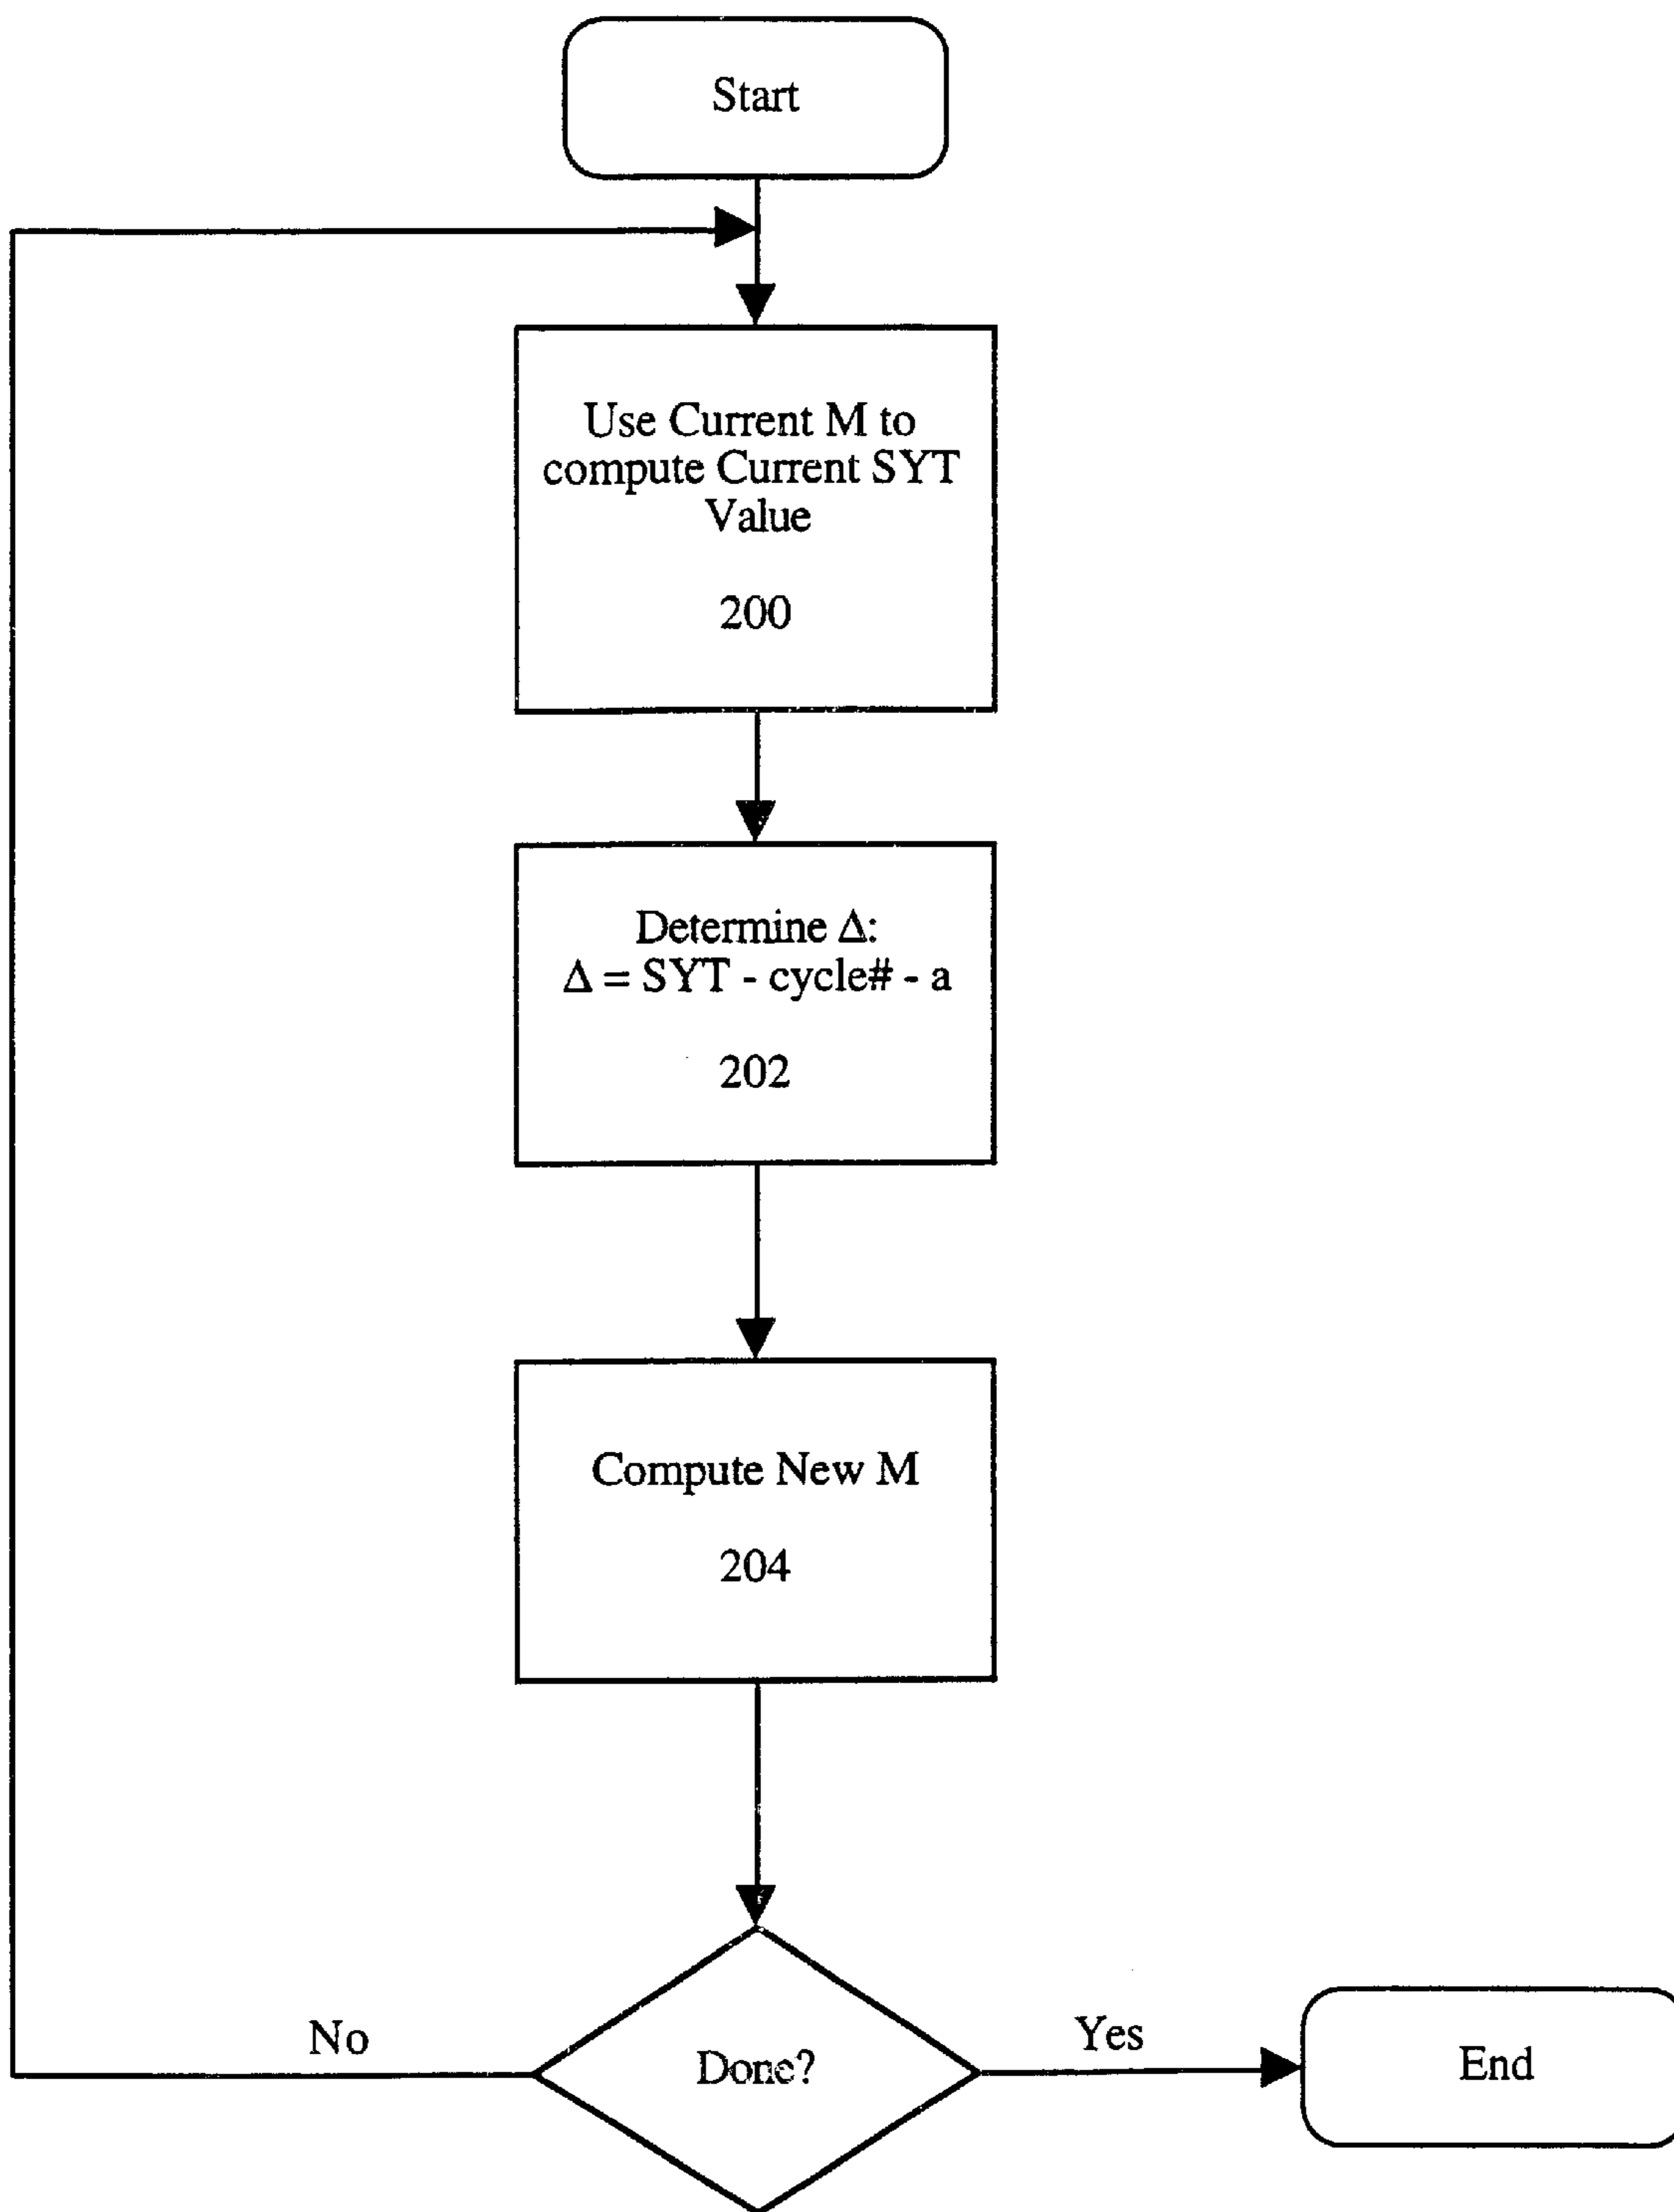 Start
Use Current M to
compute Current SYT
Value
200
Determine Δ:
Δ = SYT - cycle# - a
202
Compute New M
204
No
Done?
Yes
End